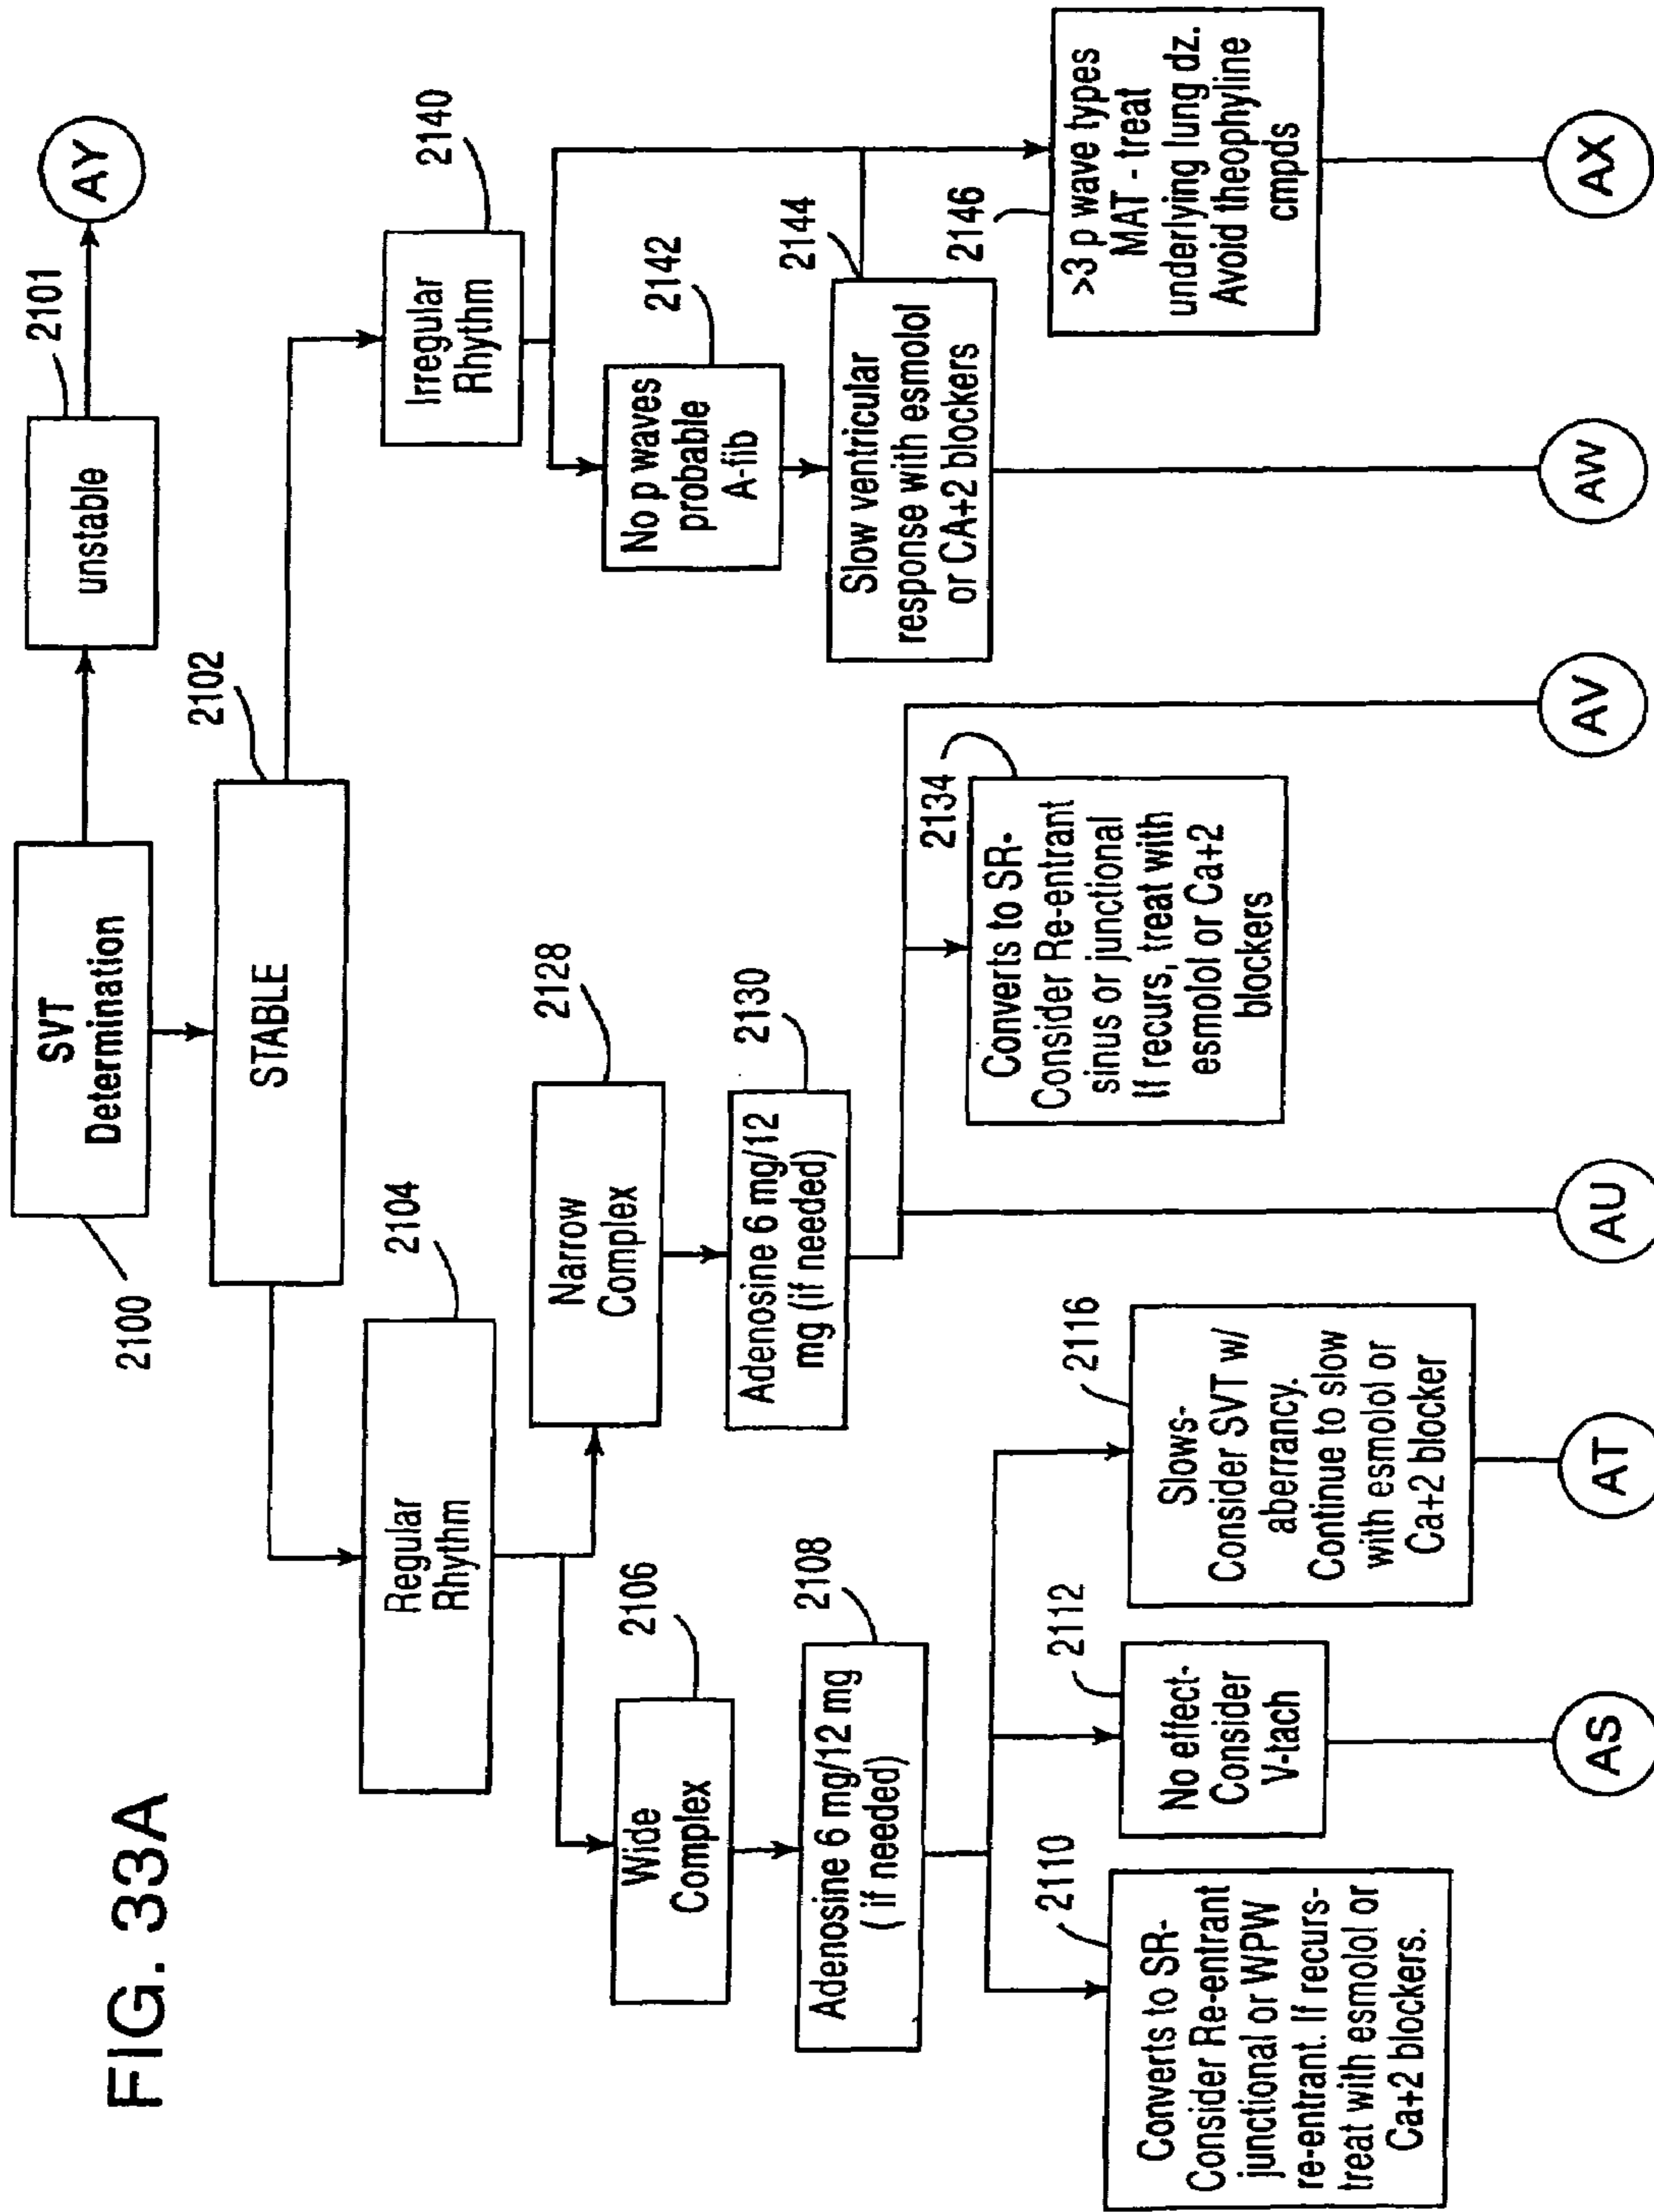 FIG. 33A
SVT
Determination
2100
unstable
2101
AY
STABLE
2102
Regular
Rhythm
2104
Irregular
Rhythm
2140
Wide
Complex
2106
Narrow
Complex
2128
No p waves
probable
A-fib
2142
Adenosine 6 mg/12 mg
( if needed)
2108
Adenosine 6 mg/12
mg (if needed)
2130
Slow ventricular
response with esmolol
or CA+2 blockers
2144
Converts to SR-
Consider Re-entrant
junctional or WPW
re-entrant. If recurs-
treat with esmolol or
Ca+2 blockers.
2110
No effect-
Consider
V-tach
2112
Slows-
Consider SVT w/
aberrancy.
Continue to slow
with esmolol or
Ca+2 blocker
2116
Converts to SR-
Consider Re-entrant
sinus or junctional
If recurs, treat with
esmolol or Ca+2
blockers
2134
>3 p wave types
MAT - treat
underlying lung dz.
Avoid theophyline
cmpds
2146
AS
AT
AU
AV
AW
AX